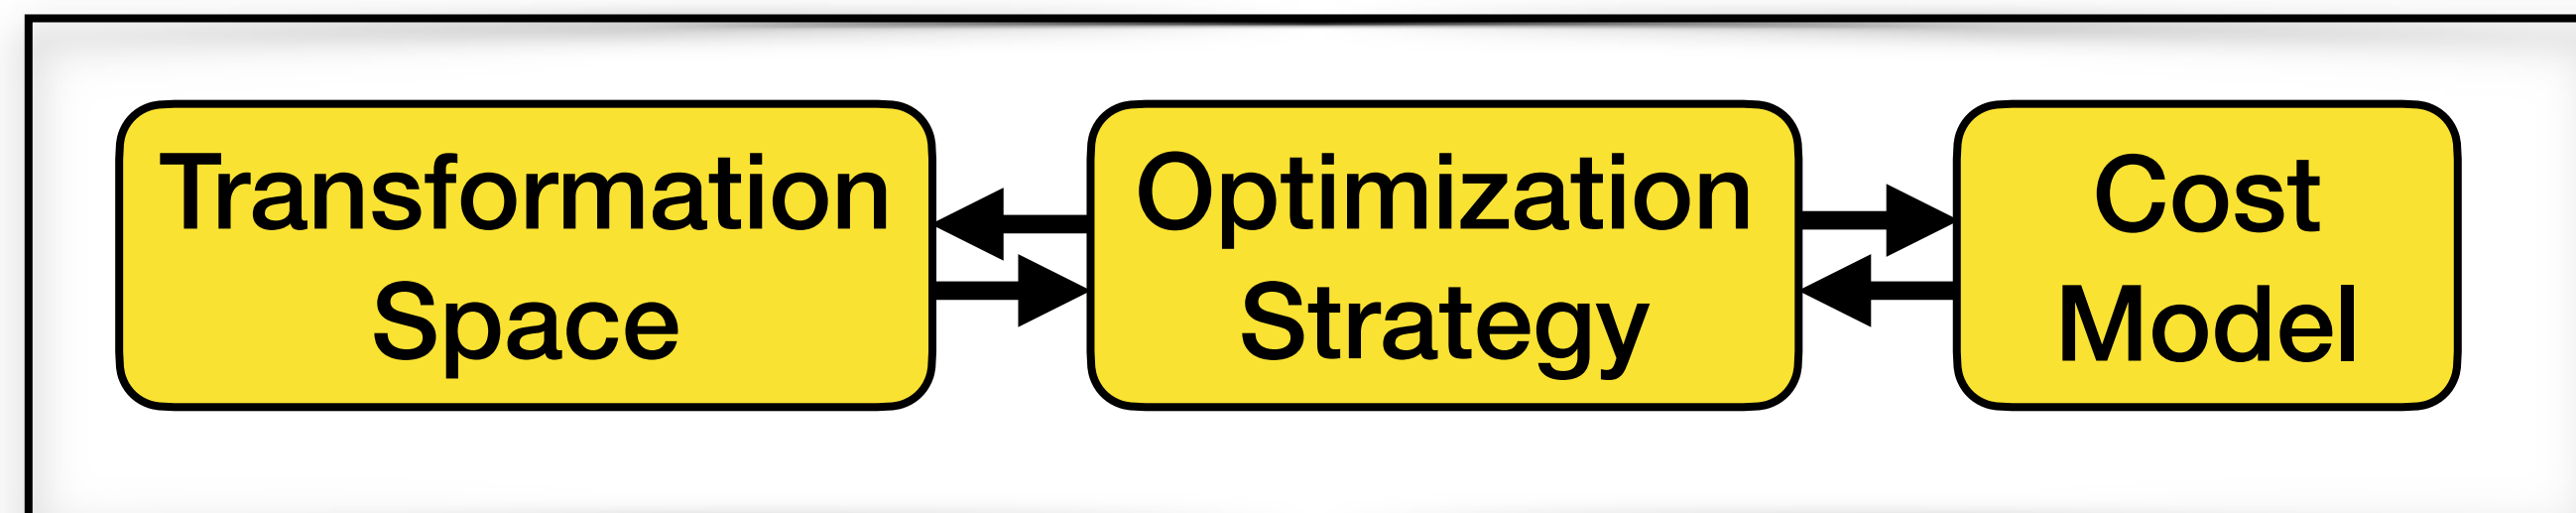 Transformation
Space
Optimization
Strategy
Cost
Model